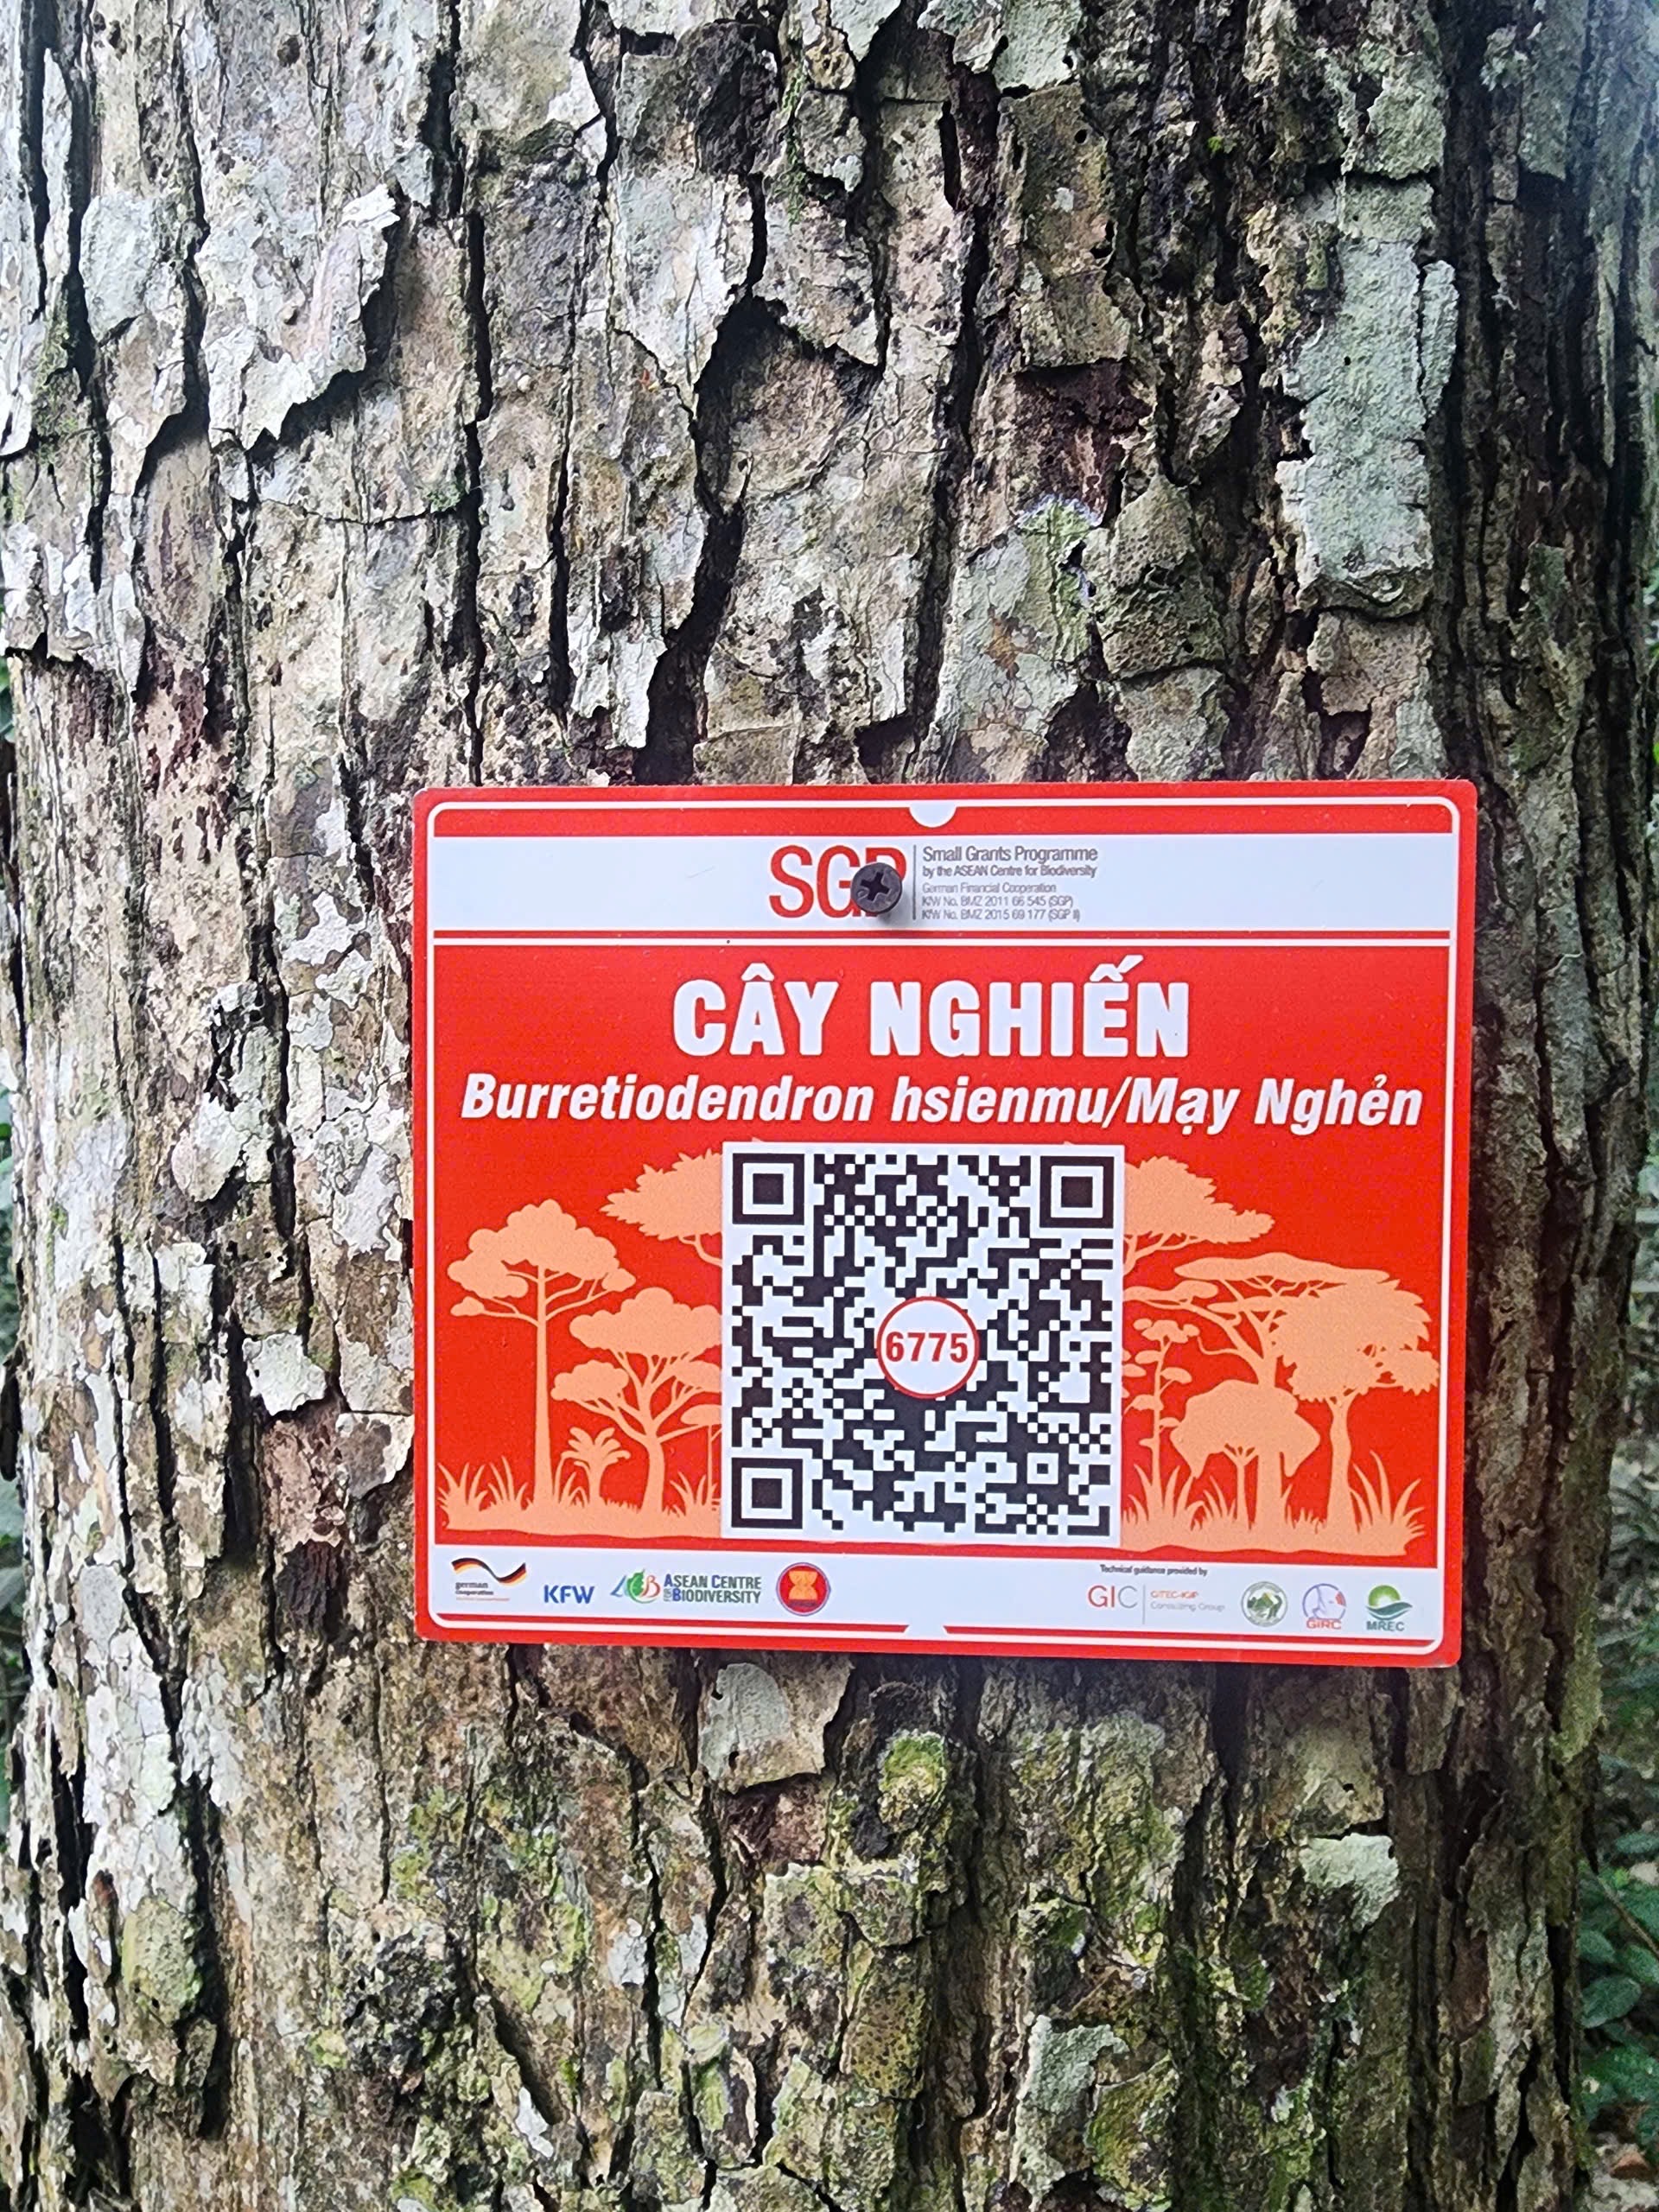 SGP
Small Grants Programme
by the ASEAN Centre for Biodiversity
German Financial Cooperation
KfW No. BMZ 2011 66 545 (SGP)
KfW No. BMZ 2015 69 177 (SGP II)
CÂY NGHIẾN
Burretiodendron hsienmu/Mạy Nghẻn
6775
german
cooperation
KFW
ASEAN CENTRE
FOR BIODIVERSITY
Technical guidance provided by
GIC
GITEC-IGIP
Consulting Group
GIRC
MREC